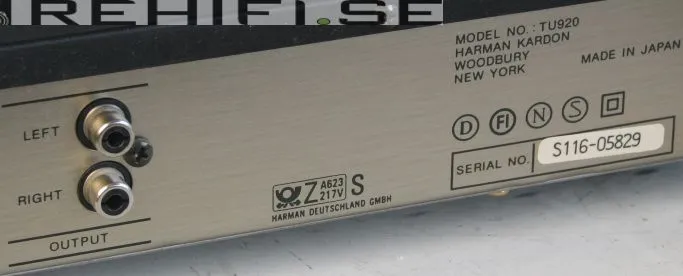 REHIFI.SE
MODEL NO.: TU920
HARMAN KARDON
WOODBURY
NEW YORK
MADE IN JAPAN
LEFT
RIGHT
OUTPUT
D FI N S
SERIAL NO. S116-05829
Z A623 217V S
HARMAN DEUTSCHLAND GMBH